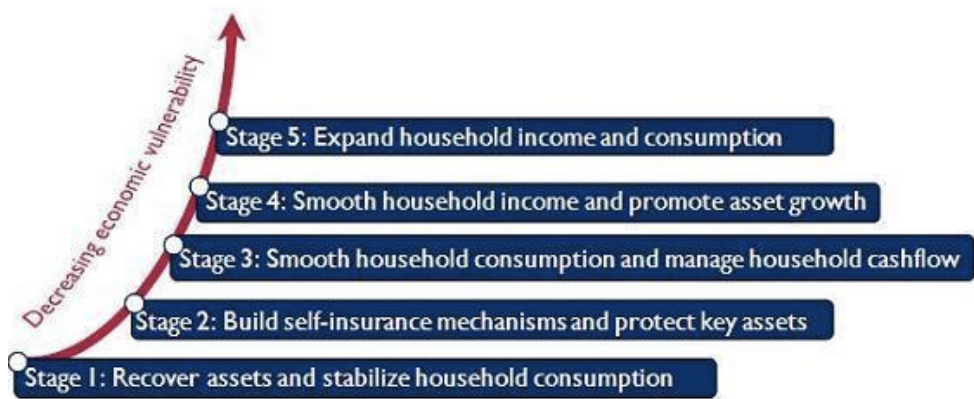 Decreasing economic vulnerability
Stage 5: Expand household income and consumption
Stage 4: Smooth household income and promote asset growth
Stage 3: Smooth household consumption and manage household cashflow
Stage 2: Build self-insurance mechanisms and protect key assets
Stage 1: Recover assets and stabilize household consumption